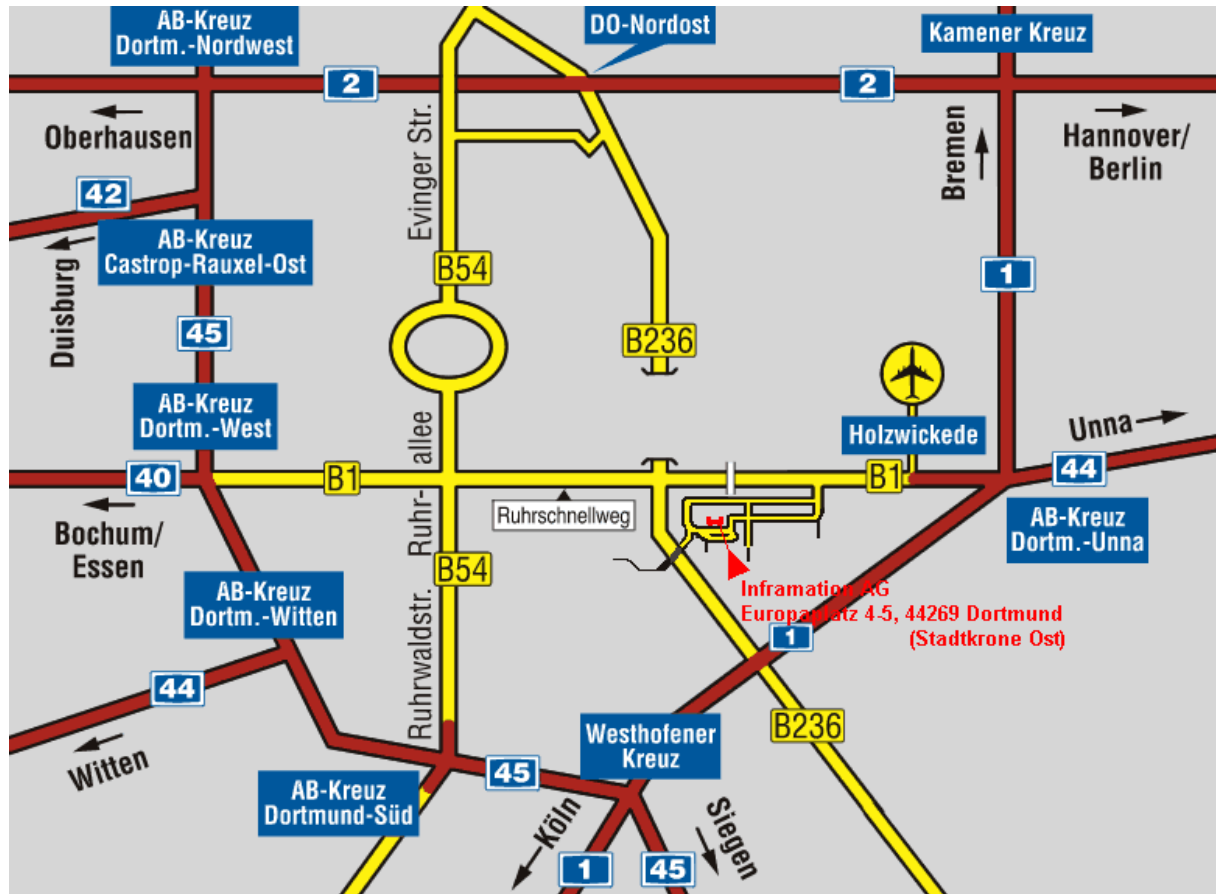 AB-Kreuz
Dortm.-Nordwest
DO-Nordost
Kamener Kreuz
2
2
Oberhausen
Evinger Str.
Bremen
Hannover/
Berlin
42
AB-Kreuz
Castrop-Rauxel-Ost
B54
1
Duisburg
45
B236
AB-Kreuz
Dortm.-West
Ruhr-
allee
Holzwickede
Unna
40
B1
B1
44
Ruhrschnellweg
Bochum/
Essen
AB-Kreuz
Dortm.-Unna
B54
AB-Kreuz
Dortm.-Witten
Inframation AG
Europaplatz 4-5, 44269 Dortmund
(Stadtkrone Ost)
1
Ruhrwaldstr.
44
Witten
Westhofener
Kreuz
B236
AB-Kreuz
Dortmund-Süd
45
Köln
Siegen
1
45